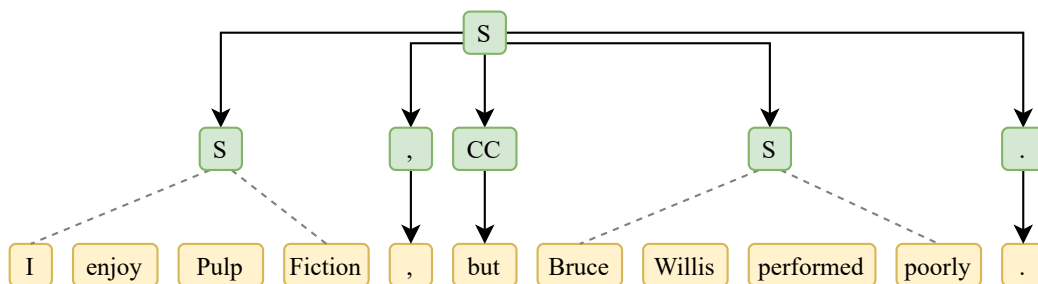 S
S , CC S .
I enjoy Pulp Fiction , but Bruce Willis performed poorly .